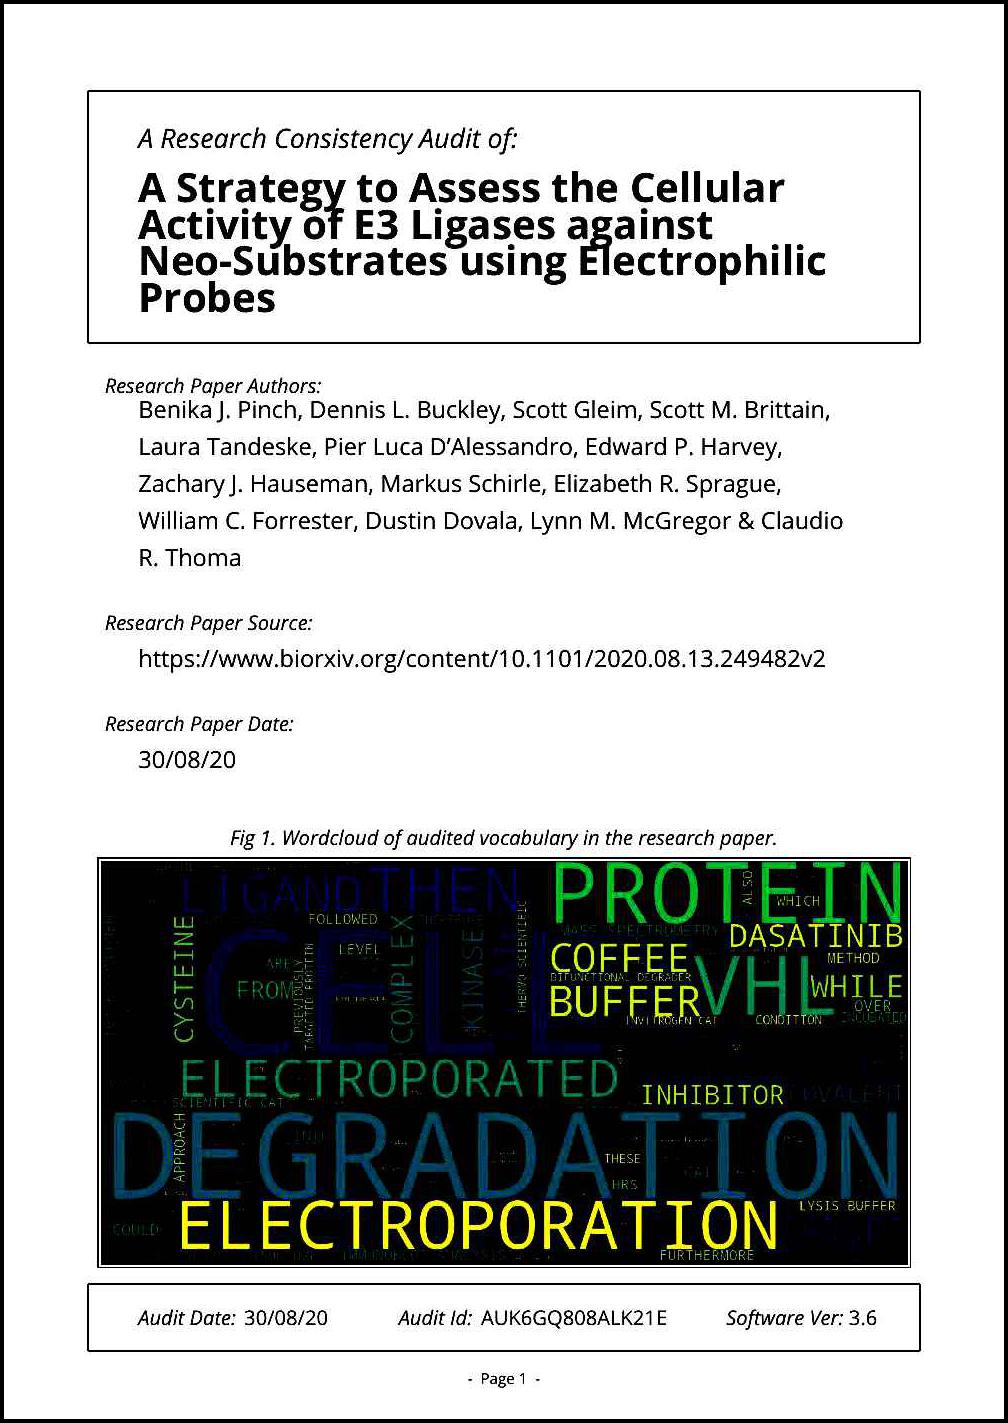 A Research Consistency Audit of:
A Strategy to Assess the Cellular
Activity of E3 Ligases against
Neo-Substrates using Electrophilic
Probes
Research Paper Authors:
Benika J. Pinch, Dennis L. Buckley, Scott Gleim, Scott M. Brittain,
Laura Tandeske, Pier Luca D’Alessandro, Edward P. Harvey,
Zachary J. Hauseman, Markus Schirle, Elizabeth R. Sprague,
William C. Forrester, Dustin Dovala, Lynn M. McGregor & Claudio
R. Thoma
Research Paper Source:
https://www.biorxiv.org/content/10.1101/2020.08.13.249482v2
Research Paper Date:
30/08/20
Fig 1. Wordcloud of audited vocabulary in the research paper.
LIGAND
THEN
PROTEIN
ALSO
WHICH
FOLLOWED
CYSTEINE
LEVEL
COMPLEX
KINASE
THERMO SCIENTIFIC
MASS SPECTROMETRY
DASATINIB
COFFEE
METHOD
BIFUNCTIONAL DEGRADER
VHL
WHILE
BUFFER
OVER
INCUBATED
INVITROGEN CAT
CONDITION
ARE
FROM
PREVIOUSLY
TARGETED PROTEIN
CELL
ELECTROPORATED
INHIBITOR
COVALENT
SCIENTIFIC CAT
DEGRADATION
APPROACH
THESE
CAT
HRS
LYSIS BUFFER
ELECTROPORATION
COULD
FURTHERMORE
Audit Date: 30/08/20 Audit Id: AUK6GQ808ALK21E Software Ver: 3.6
- Page 1 -